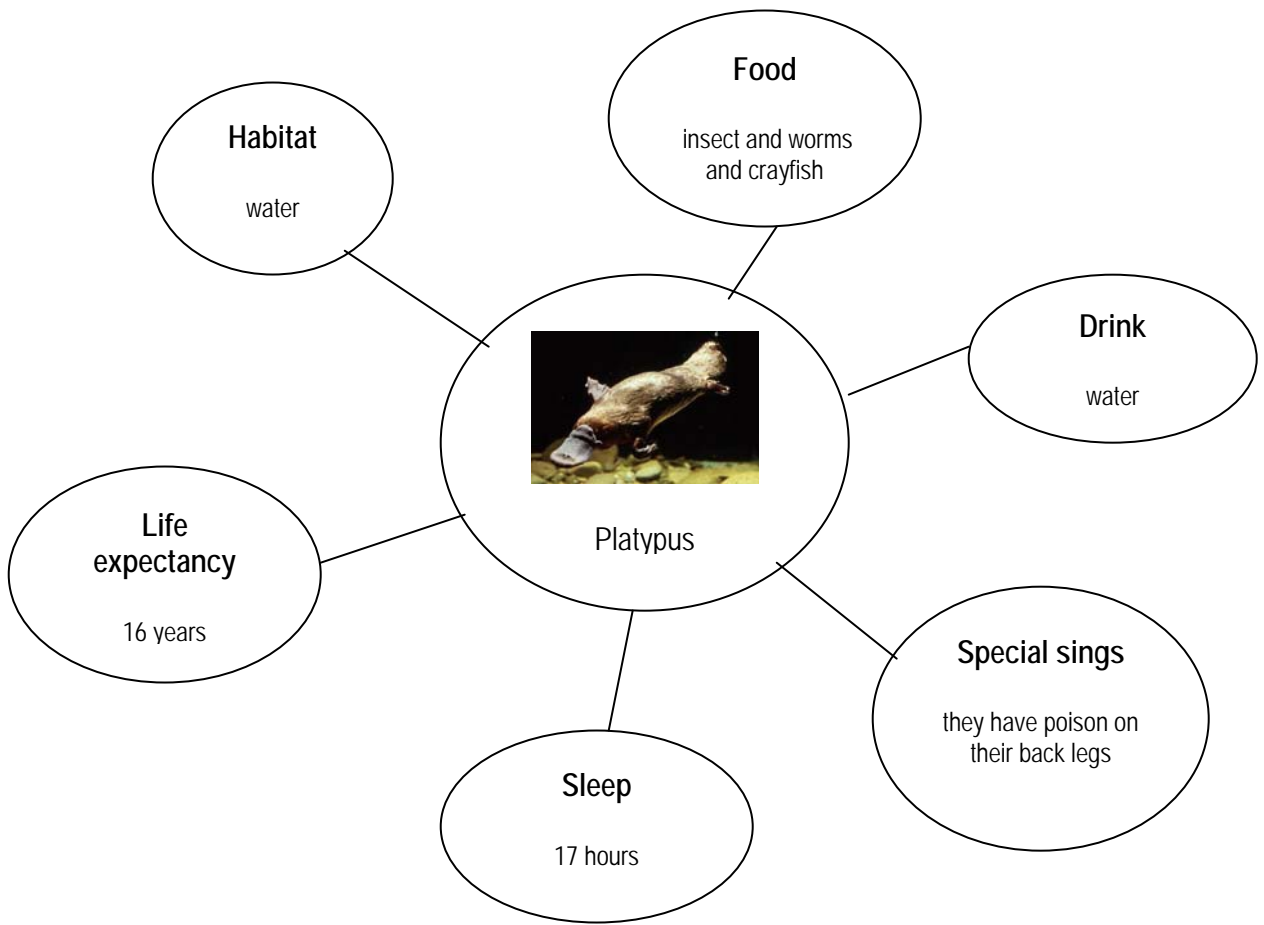 Food
insect and worms
and crayfish
Habitat
water
Drink
water
Platypus
Life
expectancy
16 years
Special sings
they have poison on
their back legs
Sleep
17 hours